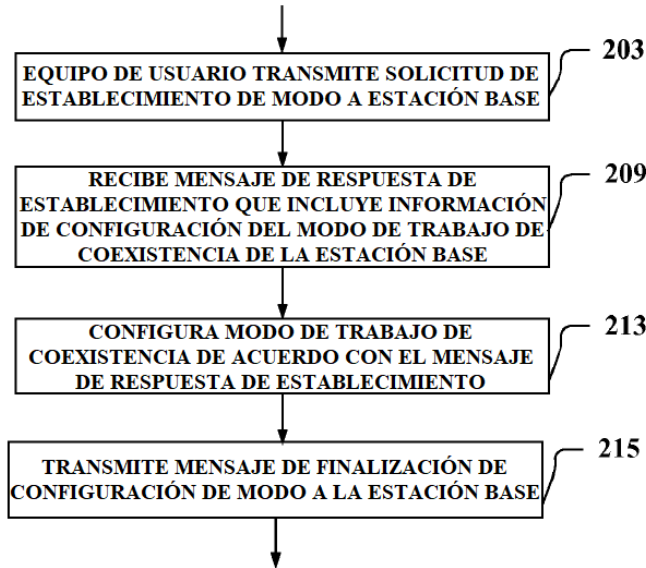 EQUIPO DE USUARIO TRANSMITE SOLICITUD DE
ESTABLECIMIENTO DE MODO A ESTACIÓN BASE
203
RECIBE MENSAJE DE RESPUESTA DE
ESTABLECIMIENTO QUE INCLUYE INFORMACIÓN
DE CONFIGURACIÓN DEL MODO DE TRABAJO DE
COEXISTENCIA DE LA ESTACIÓN BASE
209
CONFIGURA MODO DE TRABAJO DE
COEXISTENCIA DE ACUERDO CON EL MENSAJE
DE RESPUESTA DE ESTABLECIMIENTO
213
TRANSMITE MENSAJE DE FINALIZACIÓN DE
CONFIGURACIÓN DE MODO A LA ESTACIÓN BASE
215